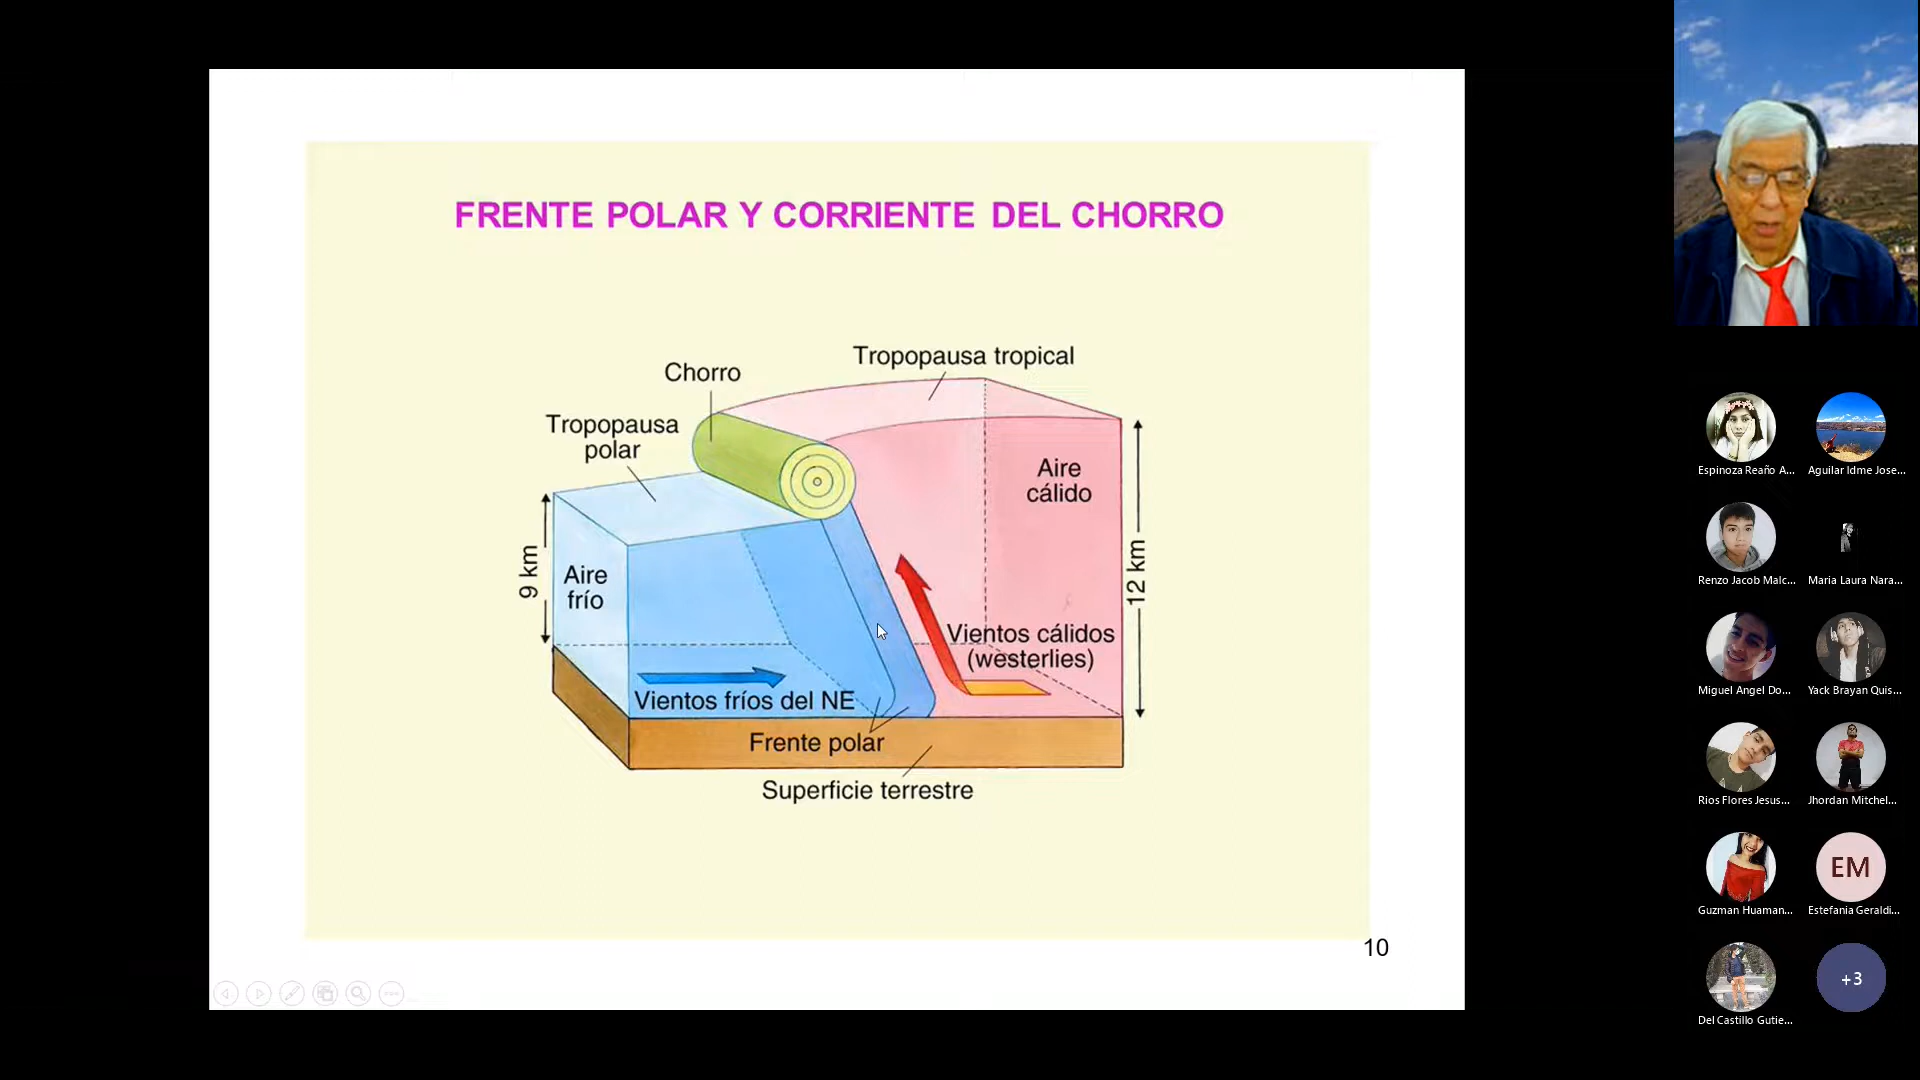 FRENTE POLAR Y CORRIENTE DEL CHORRO
Tropopausa tropical
Chorro
Tropopausa
polar
Aire
cálido
9 km
Aire
frío
12 km
Vientos cálidos
(westerlies)
Vientos fríos del NE
Frente polar
Superficie terrestre
10
Espinoza Reaño A...
Aguilar Idme Jose...
Renzo Jacob Malc...
Maria Laura Nara...
Miguel Angel Do...
Yack Brayan Quis...
Rios Flores Jesus...
Jhordan Mitchel...
Guzman Huaman...
EM
Estefania Geraldi...
Del Castillo Gutie...
+3